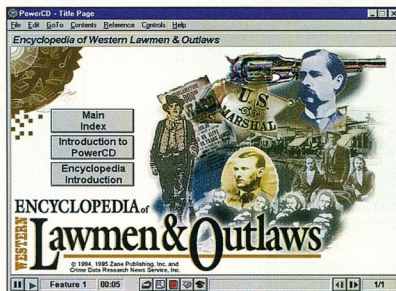 PowerCD - Title Page
File Edit GoTo Contents Reference Controls Help
Encyclopedia of Western Lawmen & Outlaws
Main
Index
Introduction to
PowerCD
Encyclopedia
Introduction
U.S.
MARSHAL
ENCYCLOPEDIA of
WESTERN
Lawmen & Outlaws
© 1994, 1995 Zane Publishing, Inc. and
Crime Data Research News Service, Inc.
Feature 1 00:05 1/1